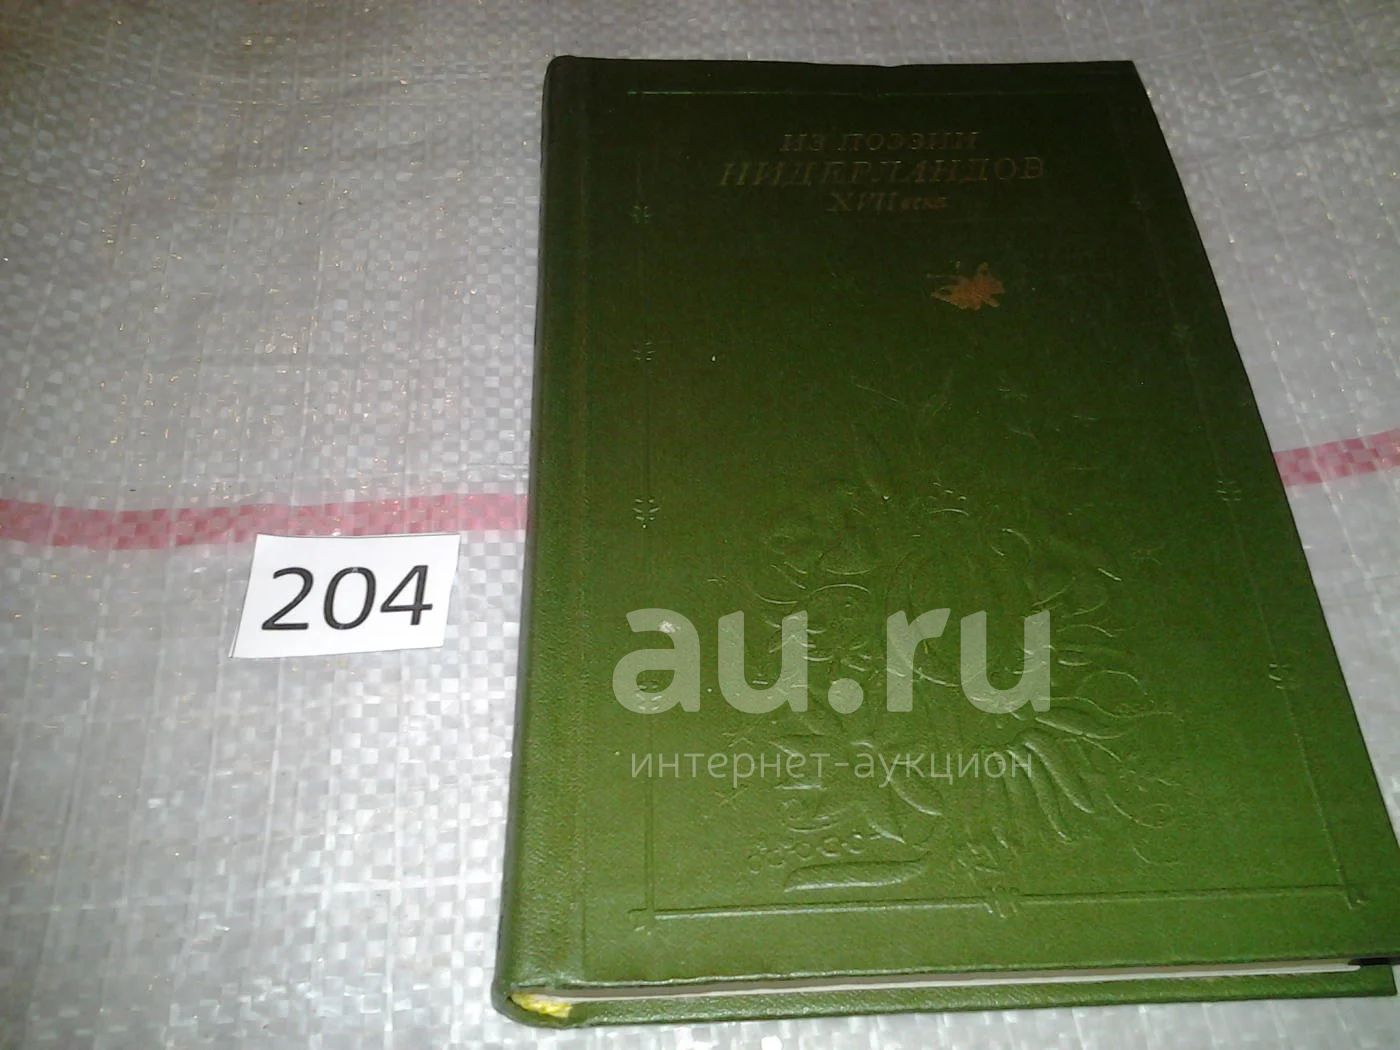 ИЗ ПОЭЗИИ
НИДЕРЛАНДОВ
XVII века
204
au.ru
интернет-аукцион